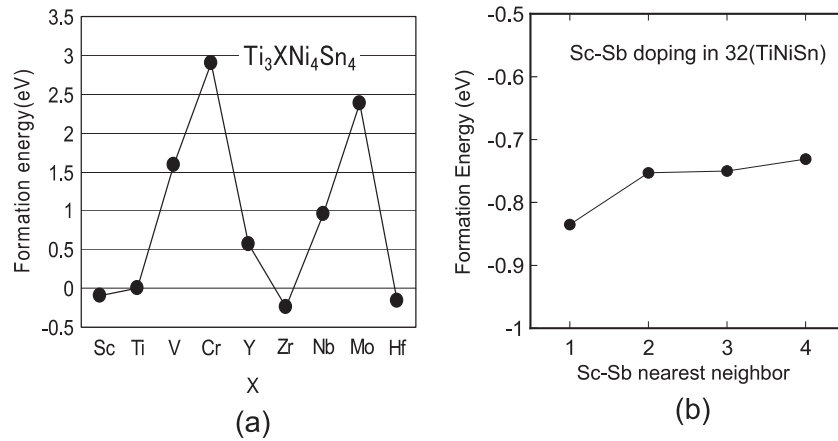 3.5
3
2.5
2
1.5
1
0.5
0
-0.5
Formation energy(eV)
Ti₃XNi₄Sn₄
Sc Ti V Cr Y Zr Nb Mo Hf
X
(a)
-0.5
-0.6
-0.7
-0.8
-0.9
-1
Formation Energy (eV)
Sc-Sb doping in 32(TiNiSn)
1 2 3 4
Sc-Sb nearest neighbor
(b)